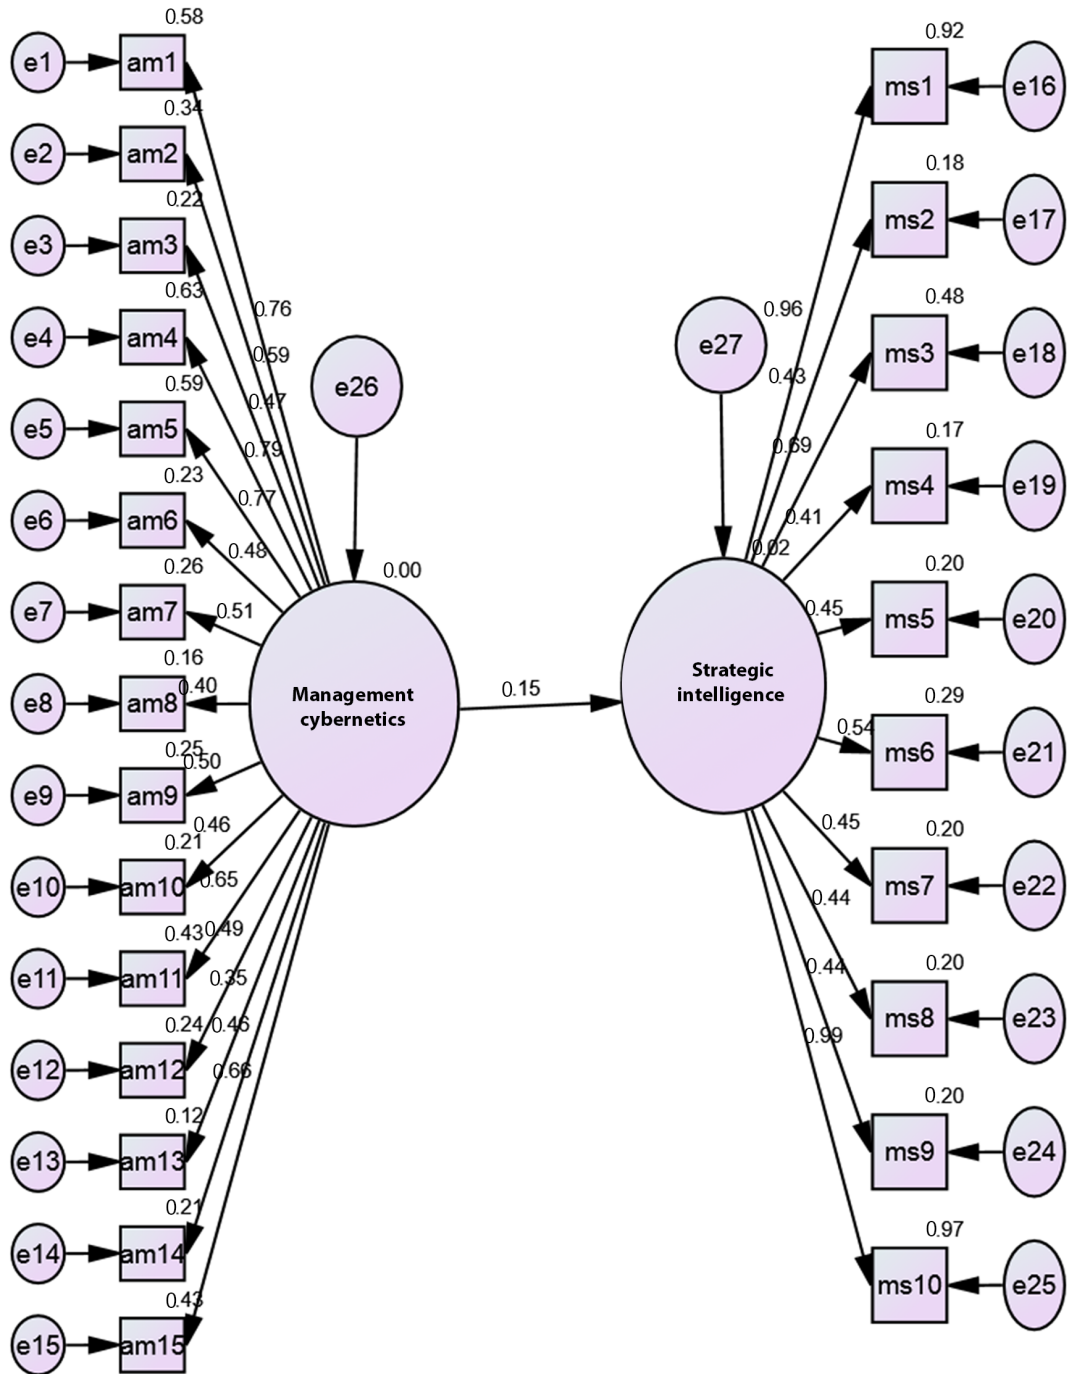 0.58
e1
am1
0.34
e2
am2
0.22
e3
am3
0.63
e4
am4
0.59
e5
am5
0.23
e6
am6
0.26
e7
am7
0.16
e8
am8
0.25
e9
am9
0.21
e10
am10
0.43
e11
am11
0.24
e12
am12
0.12
e13
am13
0.21
e14
am14
0.43
e15
am15
0.76
0.59
0.47
0.79
0.77
0.48
0.51
0.40
0.50
0.46
0.65
0.49
0.35
0.46
0.66
e26
0.00
Management
cybernetics
0.15
e27
0.02
Strategic
intelligence
0.96
0.43
0.69
0.41
0.45
0.54
0.45
0.44
0.44
0.99
0.92
ms1
e16
0.18
ms2
e17
0.48
ms3
e18
0.17
ms4
e19
0.20
ms5
e20
0.29
ms6
e21
0.20
ms7
e22
0.20
ms8
e23
0.20
ms9
e24
0.97
ms10
e25